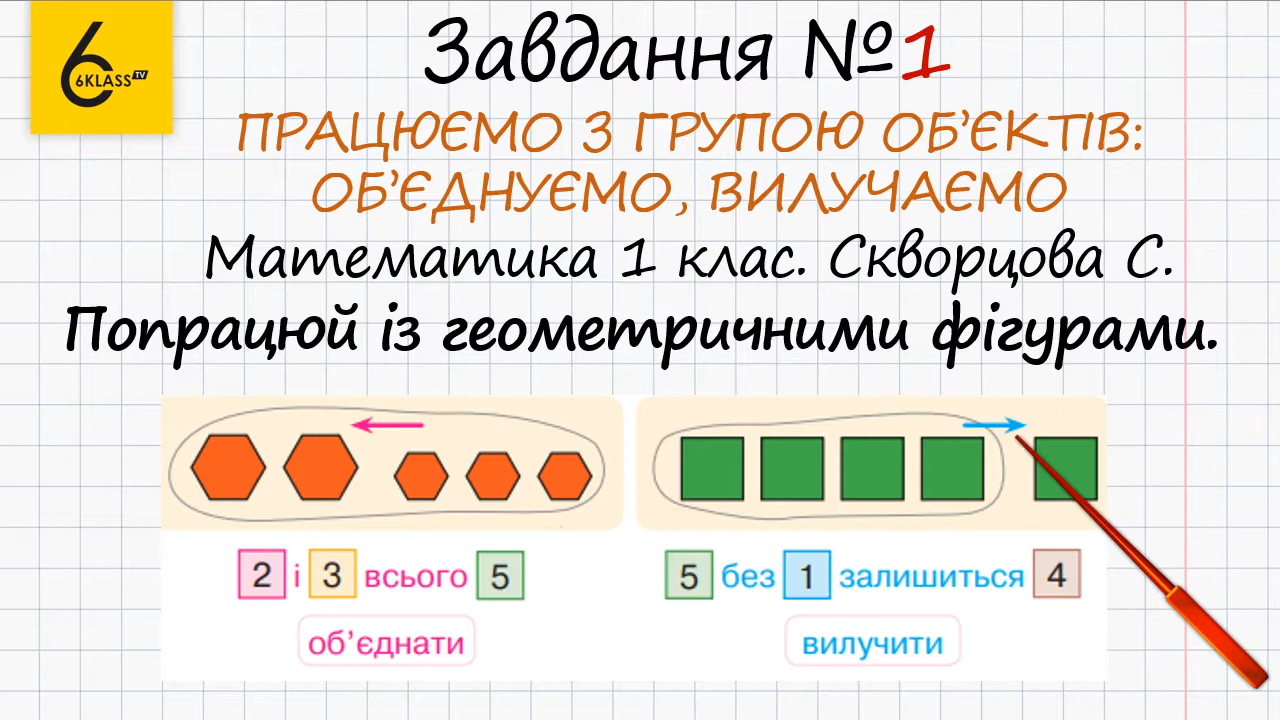 6
6KLASS TV
Завдання №1
ПРАЦЮЄМО З ГРУПОЮ ОБ’ЄКТІВ:
ОБ’ЄДНУЄМО, ВИЛУЧАЄМО
Математика 1 клас. Скворцова С.
Попрацюй із геометричними фігурами.
2 і 3 всього 5
об’єднати
5 без 1 залишиться 4
вилучити